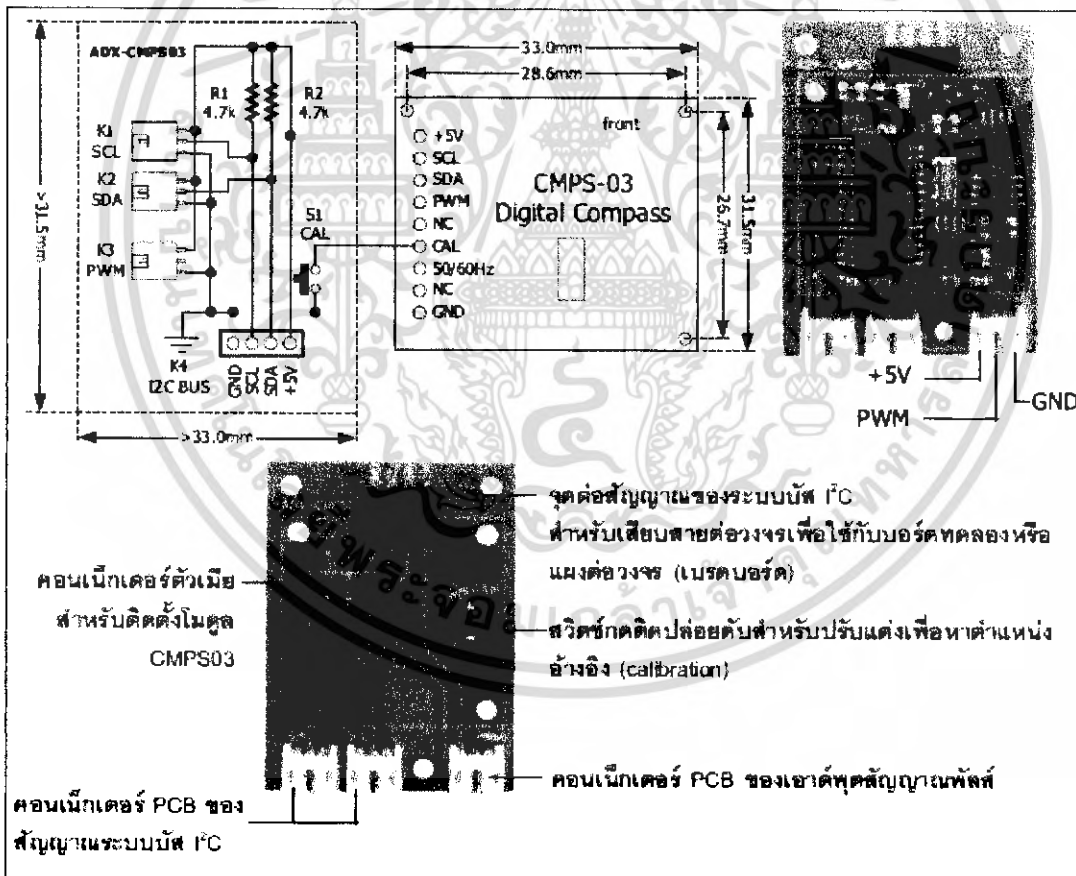 ADX-CMPS03
R1
4.7k
R2
4.7k
K1
SCL
K2
SDA
K3
PWM
S1
CAL
K4
I2C BUS
GND
SCL
SDA
+5V
>31.5mm
>33.0mm
33.0mm
28.6mm
front
+5V
SCL
SDA
PWM
NC
CAL
50/60Hz
NC
GND
CMPS-03
Digital Compass
26.7mm
31.5mm
+5V
PWM
GND
จุดต่อสัญญาณของระบบบัส I²C
สำหรับเสียบสายต่อวงจรเพื่อใช้กับบอร์ดทดลองหรือ
แผงต่อวงจร (เบรดบอร์ด)
คอนเน็กเตอร์ตัวเมีย
สำหรับติดตั้งโมดูล
CMPS03
สวิตช์กดติดปล่อยดับสำหรับปรับแต่งเพื่อหาตำแหน่ง
อ้างอิง (calibration)
คอนเน็กเตอร์ PCB ของเอาต์พุตสัญญาณพัลส์
คอนเน็กเตอร์ PCB ของ
สัญญาณระบบบัส I²C